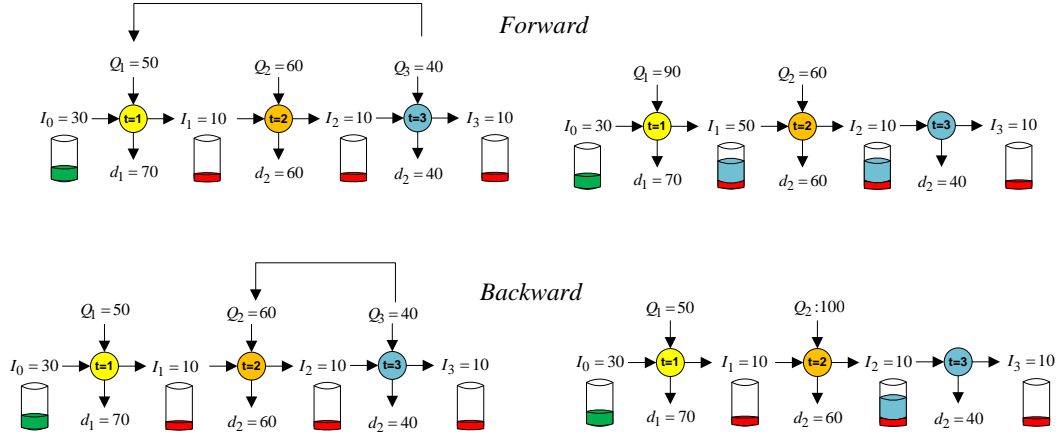 Forward
Q1 = 50 Q2 = 60 Q3 = 40
I0 = 30 t=1 I1 = 10 t=2 I2 = 10 t=3 I3 = 10
d1 = 70 d2 = 60 d2 = 40
Q1 = 90 Q2 = 60
I0 = 30 t=1 I1 = 50 t=2 I2 = 10 t=3 I3 = 10
d1 = 70 d2 = 60 d2 = 40
Backward
Q1 = 50 Q2 = 60 Q3 = 40
I0 = 30 t=1 I1 = 10 t=2 I2 = 10 t=3 I3 = 10
d1 = 70 d2 = 60 d2 = 40
Q1 = 50 Q2 : 100
I0 = 30 t=1 I1 = 10 t=2 I2 = 10 t=3 I3 = 10
d1 = 70 d2 = 60 d2 = 40